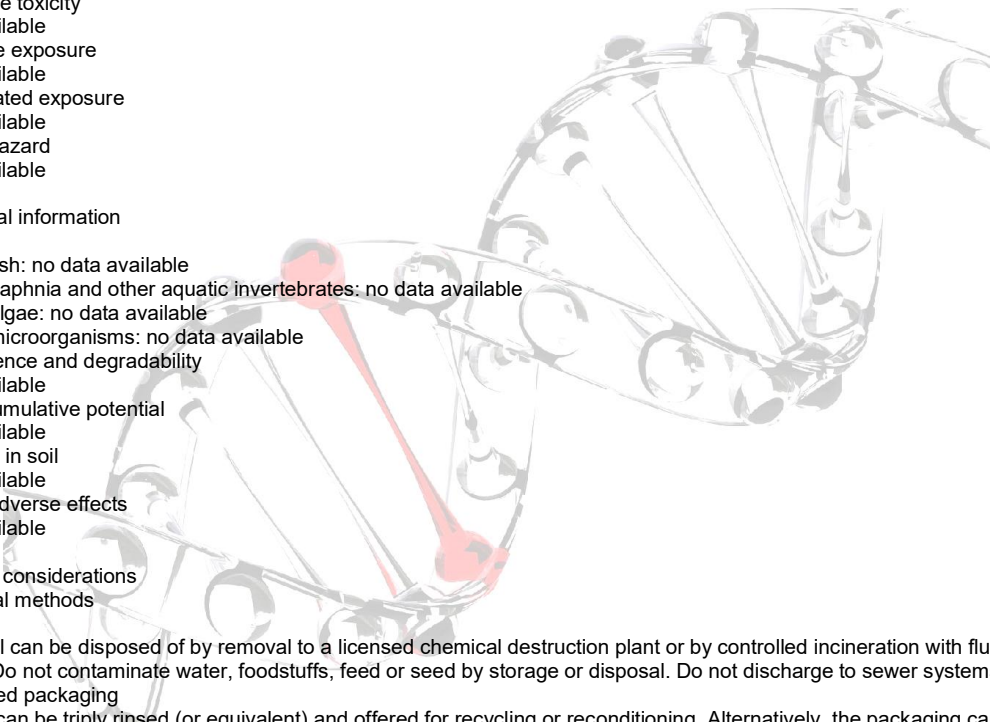 e toxicity
ilable
e exposure
ilable
ated exposure
ilable
azard
ilable
al information
sh: no data available
aphnia and other aquatic invertebrates: no data available
lgae: no data available
microorganisms: no data available
ence and degradability
ilable
umulative potential
ilable
in soil
ilable
dverse effects
ilable
considerations
al methods
l can be disposed of by removal to a licensed chemical destruction plant or by controlled incineration with flu
Do not contaminate water, foodstuffs, feed or seed by storage or disposal. Do not discharge to sewer system
ed packaging
can be triply rinsed (or equivalent) and offered for recycling or reconditioning. Alternatively, the packaging ca